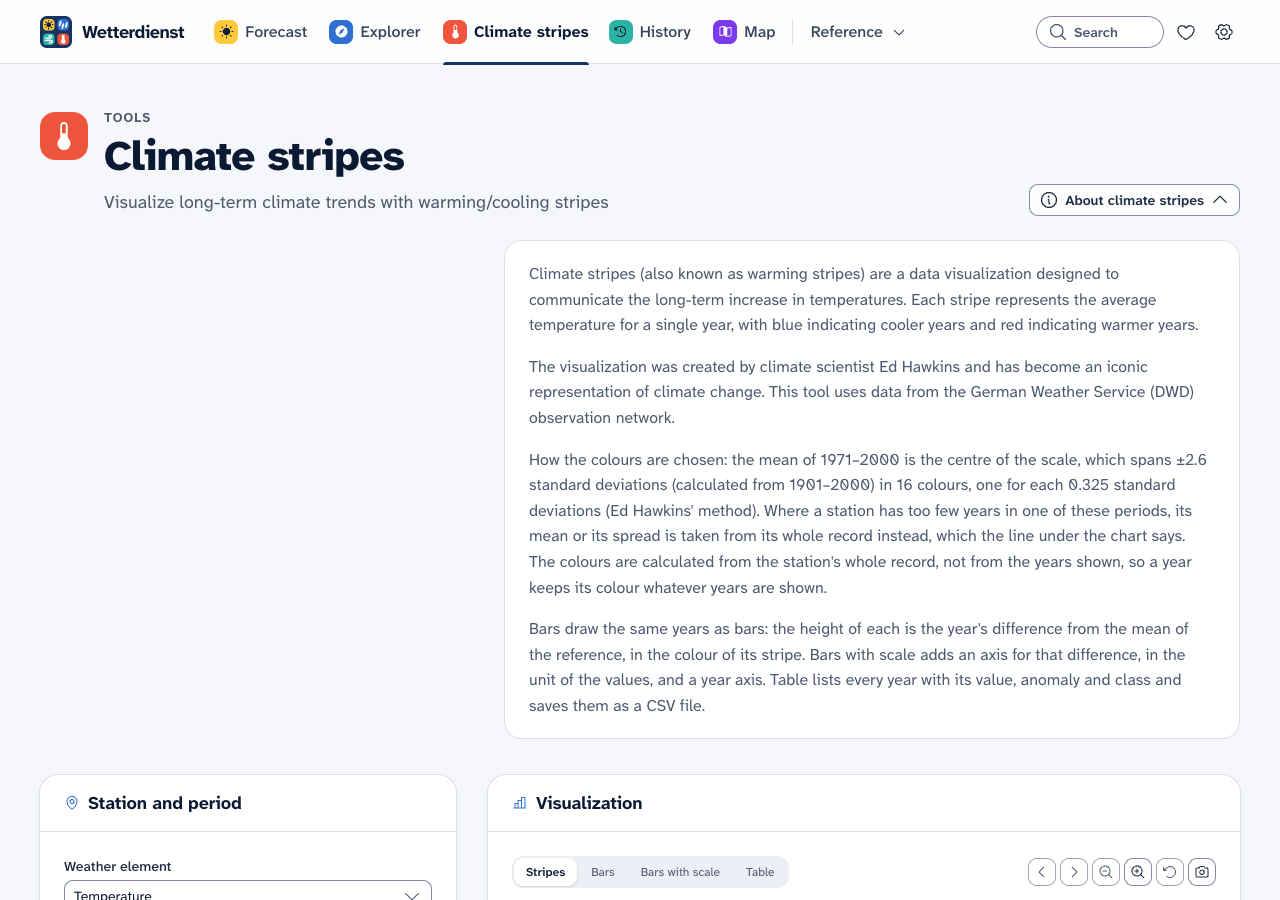 Wetterdienst
Forecast
Explorer
Climate stripes
History
Map
Reference
Search
TOOLS
Climate stripes
Visualize long-term climate trends with warming/cooling stripes
About climate stripes
Climate stripes (also known as warming stripes) are a data visualization designed to
communicate the long-term increase in temperatures. Each stripe represents the average
temperature for a single year, with blue indicating cooler years and red indicating warmer years.
The visualization was created by climate scientist Ed Hawkins and has become an iconic
representation of climate change. This tool uses data from the German Weather Service (DWD)
observation network.
How the colours are chosen: the mean of 1971–2000 is the centre of the scale, which spans ±2.6
standard deviations (calculated from 1901–2000) in 16 colours, one for each 0.325 standard
deviations (Ed Hawkins' method). Where a station has too few years in one of these periods, its
mean or its spread is taken from its whole record instead, which the line under the chart says.
The colours are calculated from the station's whole record, not from the years shown, so a year
keeps its colour whatever years are shown.
Bars draw the same years as bars: the height of each is the year's difference from the mean of
the reference, in the colour of its stripe. Bars with scale adds an axis for that difference, in the
unit of the values, and a year axis. Table lists every year with its value, anomaly and class and
saves them as a CSV file.
Station and period
Weather element
Temperature
Visualization
Stripes
Bars
Bars with scale
Table